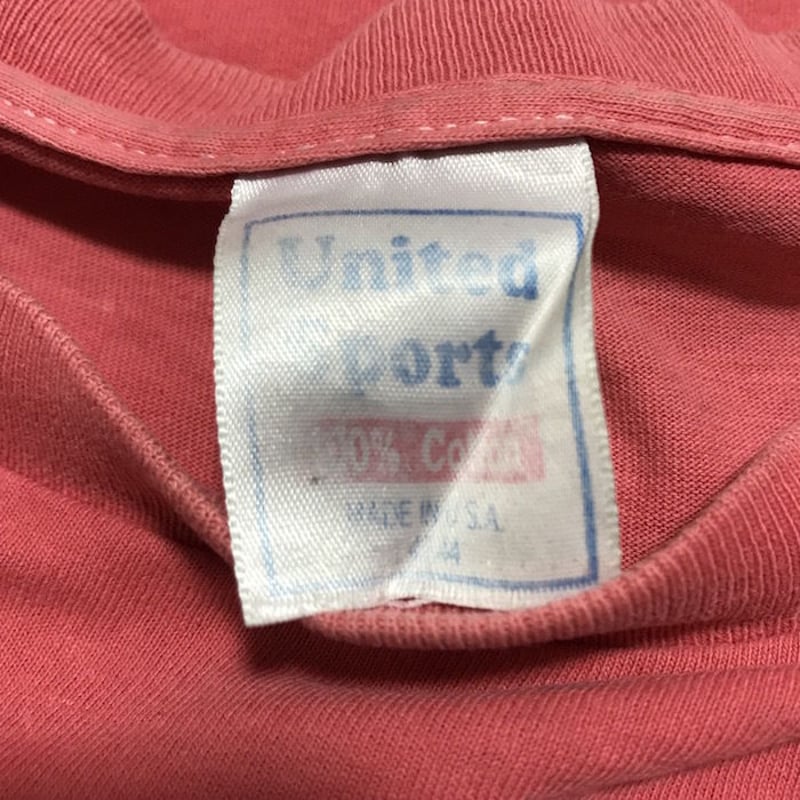 United
Sports
100% Cotton
MADE IN U.S.A.